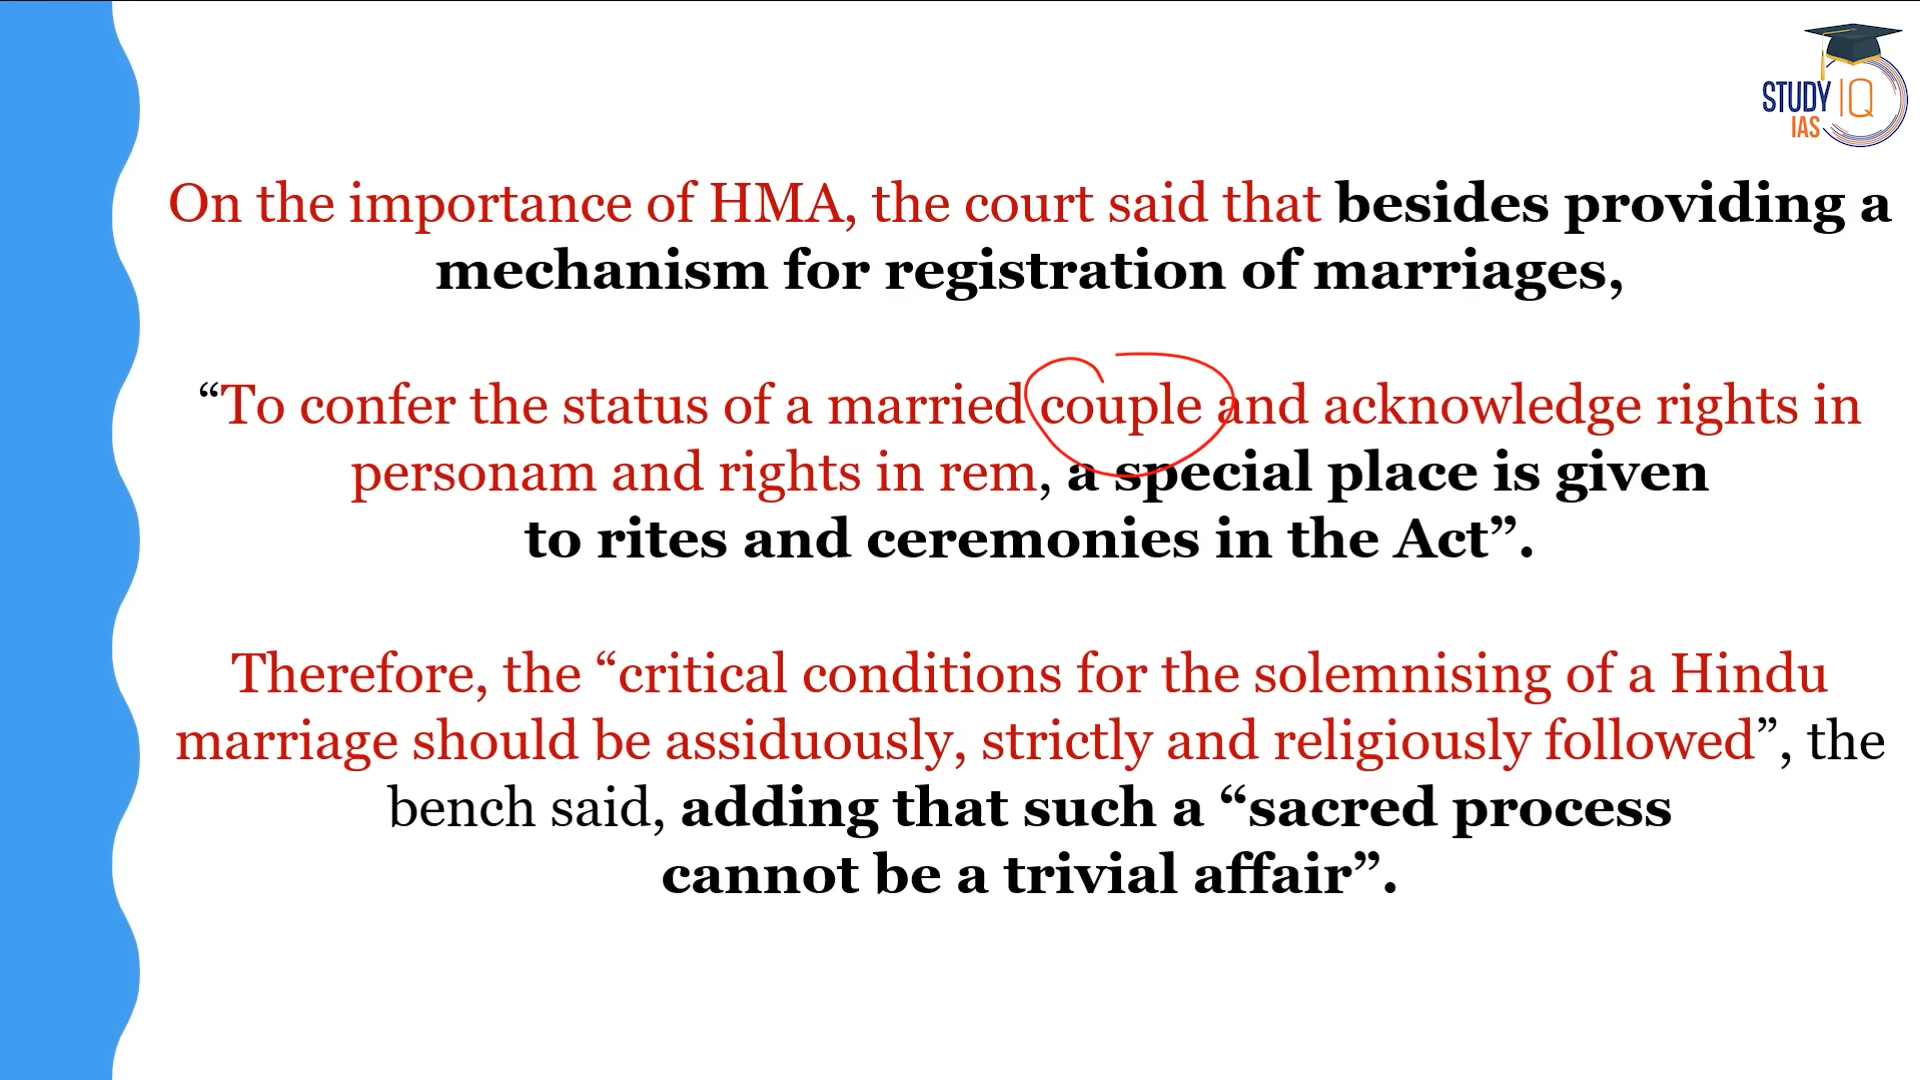 STUDY IQ
IAS
On the importance of HMA, the court said that besides providing a
mechanism for registration of marriages,
“To confer the status of a married couple and acknowledge rights in
personam and rights in rem, a special place is given
to rites and ceremonies in the Act”.
Therefore, the “critical conditions for the solemnising of a Hindu
marriage should be assiduously, strictly and religiously followed”, the
bench said, adding that such a “sacred process
cannot be a trivial affair”.